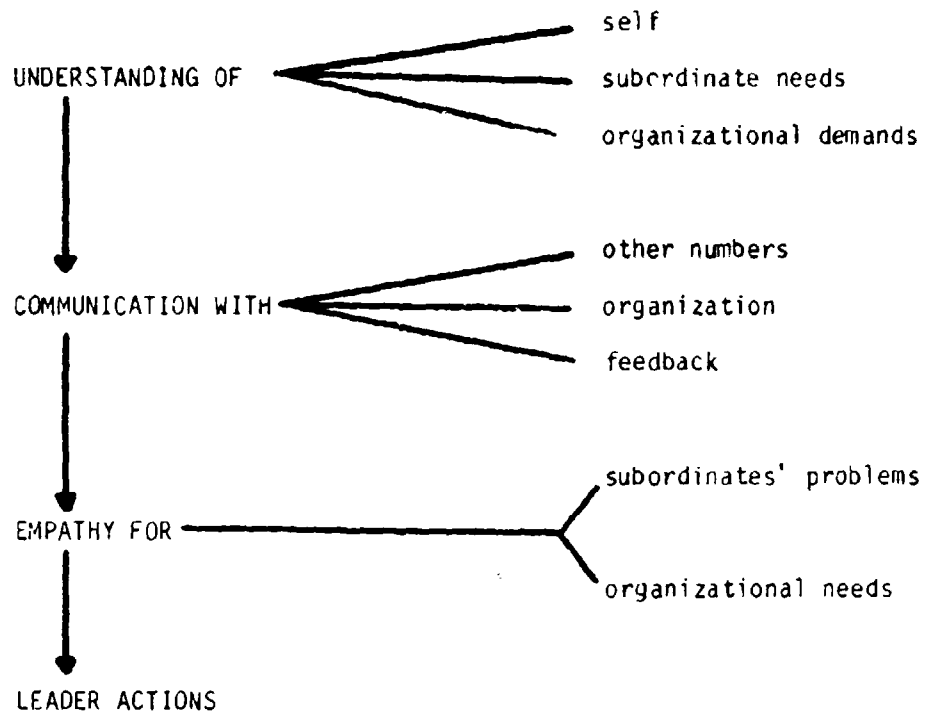 self
UNDERSTANDING OF
subordinate needs
organizational demands
other numbers
COMMUNICATION WITH
organization
feedback
subordinates' problems
EMPATHY FOR
organizational needs
LEADER ACTIONS